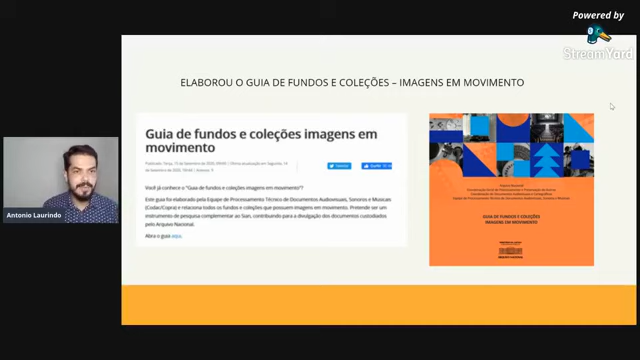 Powered by
StreamYard
ELABOROU O GUIA DE FUNDOS E COLEÇÕES – IMAGENS EM MOVIMENTO
Guia de fundos e coleções imagens em
movimento
Você já conhece o "Guia de fundos e coleções-imagens em movimento"?
Este guia foi elaborado pela Equipe de Processamento Técnico de Documentos Audiovisuais, Sonoros e Musicais
(Codac/Copra) e relaciona todos os fundos e coleções que possuem imagens em movimento. Pretende ser um
instrumento de pesquisa complementar ao Sian, contribuindo para a divulgação dos documentos custodiados
pelo Arquivo Nacional.
Abra o guia aqui.
GUIA DE FUNDOS E COLEÇÕES
IMAGENS EM MOVIMENTO
Antonio Laurindo